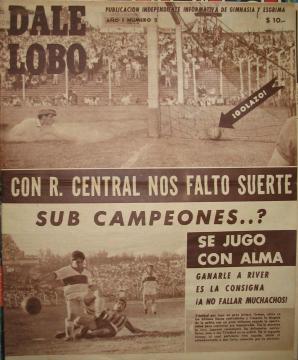 DALE
LOBO
PUBLICACION INDEPENDIENTE INFORMATIVA DE GIMNASIA Y ESGRIMA
AÑO I NUMERO 2
$ 10.-
¡GOLAZO!
CON R. CENTRAL NOS FALTO SUERTE
SUB CAMPEONES..?
SE JUGO
CON ALMA
GANARLE A RIVER
ES LA CONSIGNA
¡A NO FALLAR MUCHACHOS!